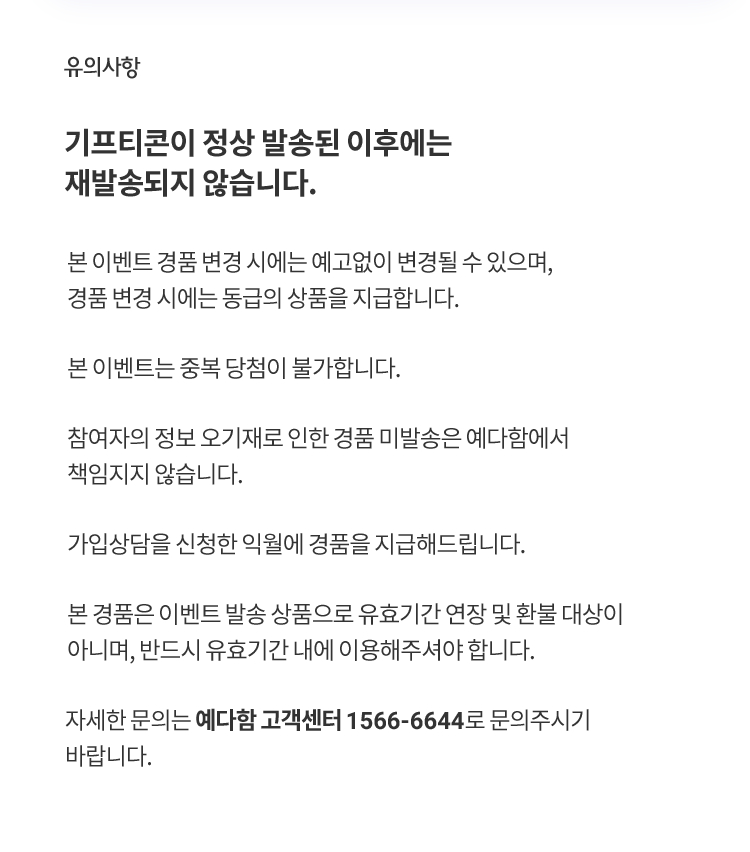 유의사항
기프티콘이 정상 발송된 이후에는
재발송되지 않습니다.
본 이벤트 경품 변경 시에는 예고없이 변경될 수 있으며,
경품 변경 시에는 동급의 상품을 지급합니다.
본 이벤트는 중복 당첨이 불가합니다.
참여자의 정보 오기재로 인한 경품 미발송은 예다함에서
책임지지 않습니다.
가입상담을 신청한 익월에 경품을 지급해드립니다.
본 경품은 이벤트 발송 상품으로 유효기간 연장 및 환불 대상이
아니며, 반드시 유효기간 내에 이용해주셔야 합니다.
자세한 문의는 예다함 고객센터 1566-6644로 문의주시기
바랍니다.